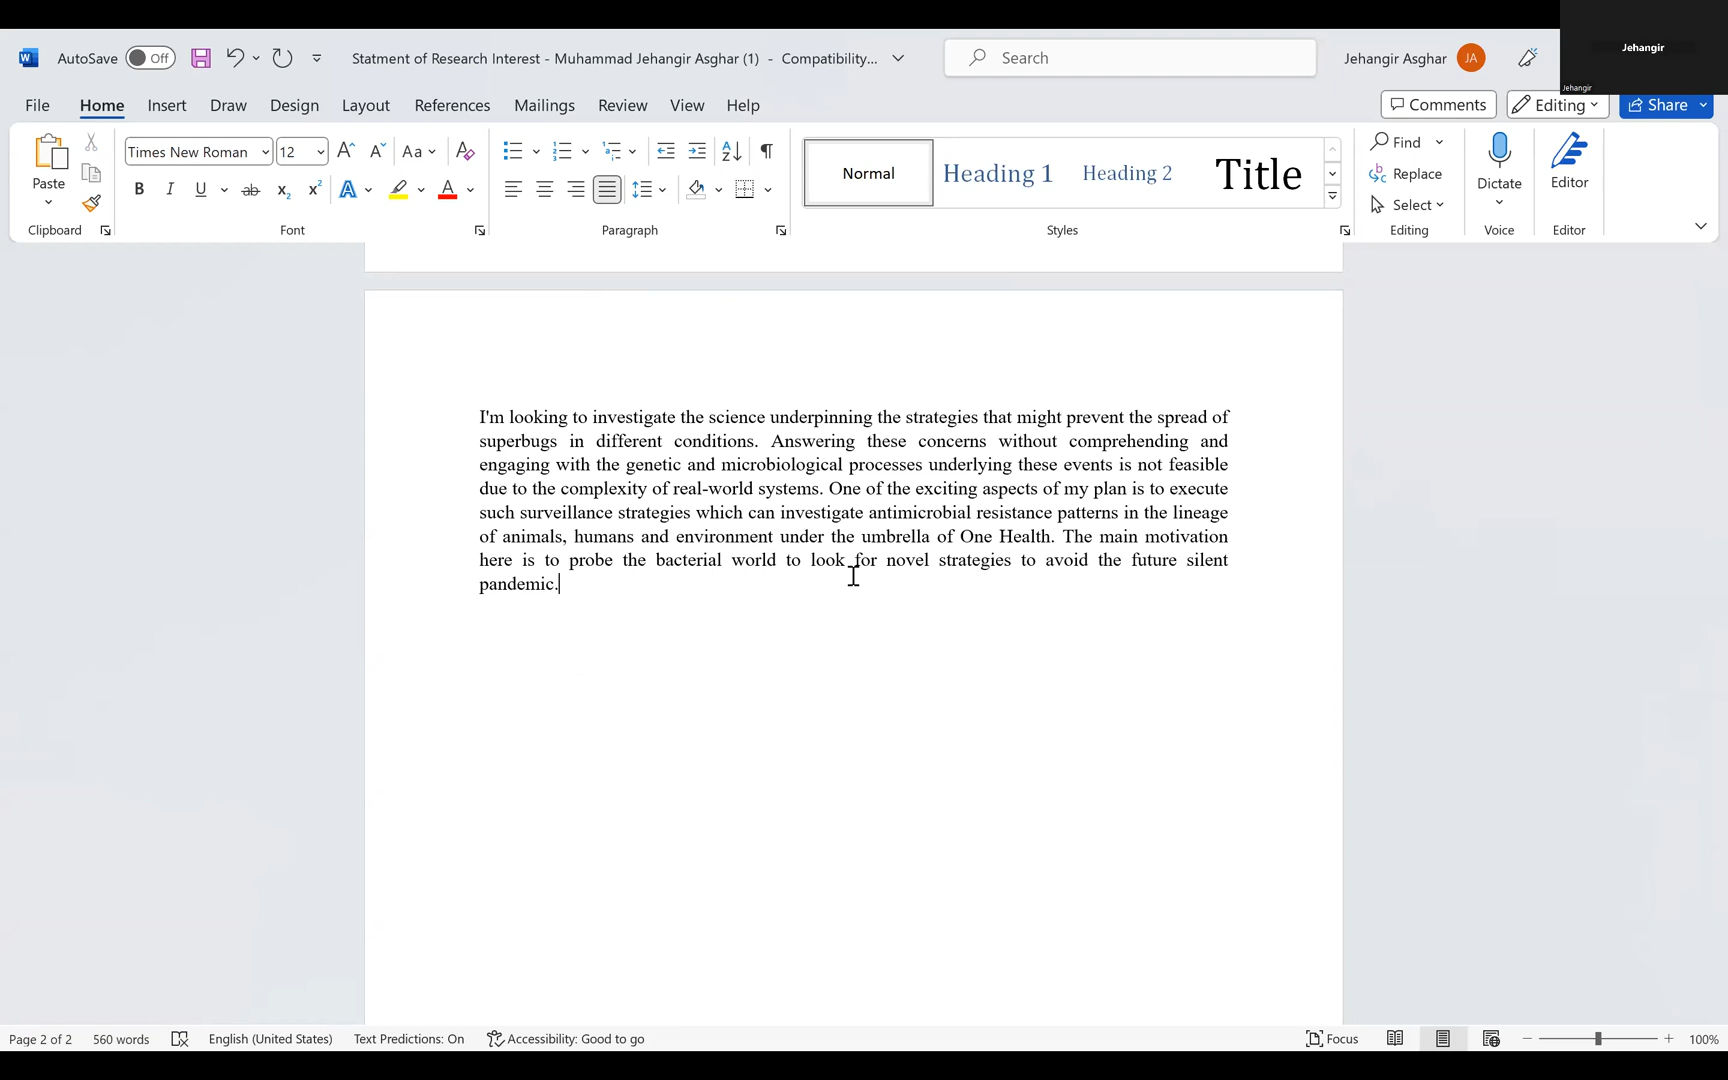 Jehangir
Jehangir
AutoSave Off
Statment of Research Interest - Muhammad Jehangir Asghar (1) - Compatibility...
Search
Jehangir Asghar JA
File Home Insert Draw Design Layout References Mailings Review View Help
Comments Editing Share
Paste
Clipboard
Times New Roman 12
Font
Paragraph
Normal Heading 1 Heading 2 Title
Styles
Find
Replace
Select
Editing
Dictate
Voice
Editor
Editor
I'm looking to investigate the science underpinning the strategies that might prevent the spread of
superbugs in different conditions. Answering these concerns without comprehending and
engaging with the genetic and microbiological processes underlying these events is not feasible
due to the complexity of real-world systems. One of the exciting aspects of my plan is to execute
such surveillance strategies which can investigate antimicrobial resistance patterns in the lineage
of animals, humans and environment under the umbrella of One Health. The main motivation
here is to probe the bacterial world to look for novel strategies to avoid the future silent
pandemic.
Page 2 of 2 560 words English (United States) Text Predictions: On Accessibility: Good to go Focus 100%